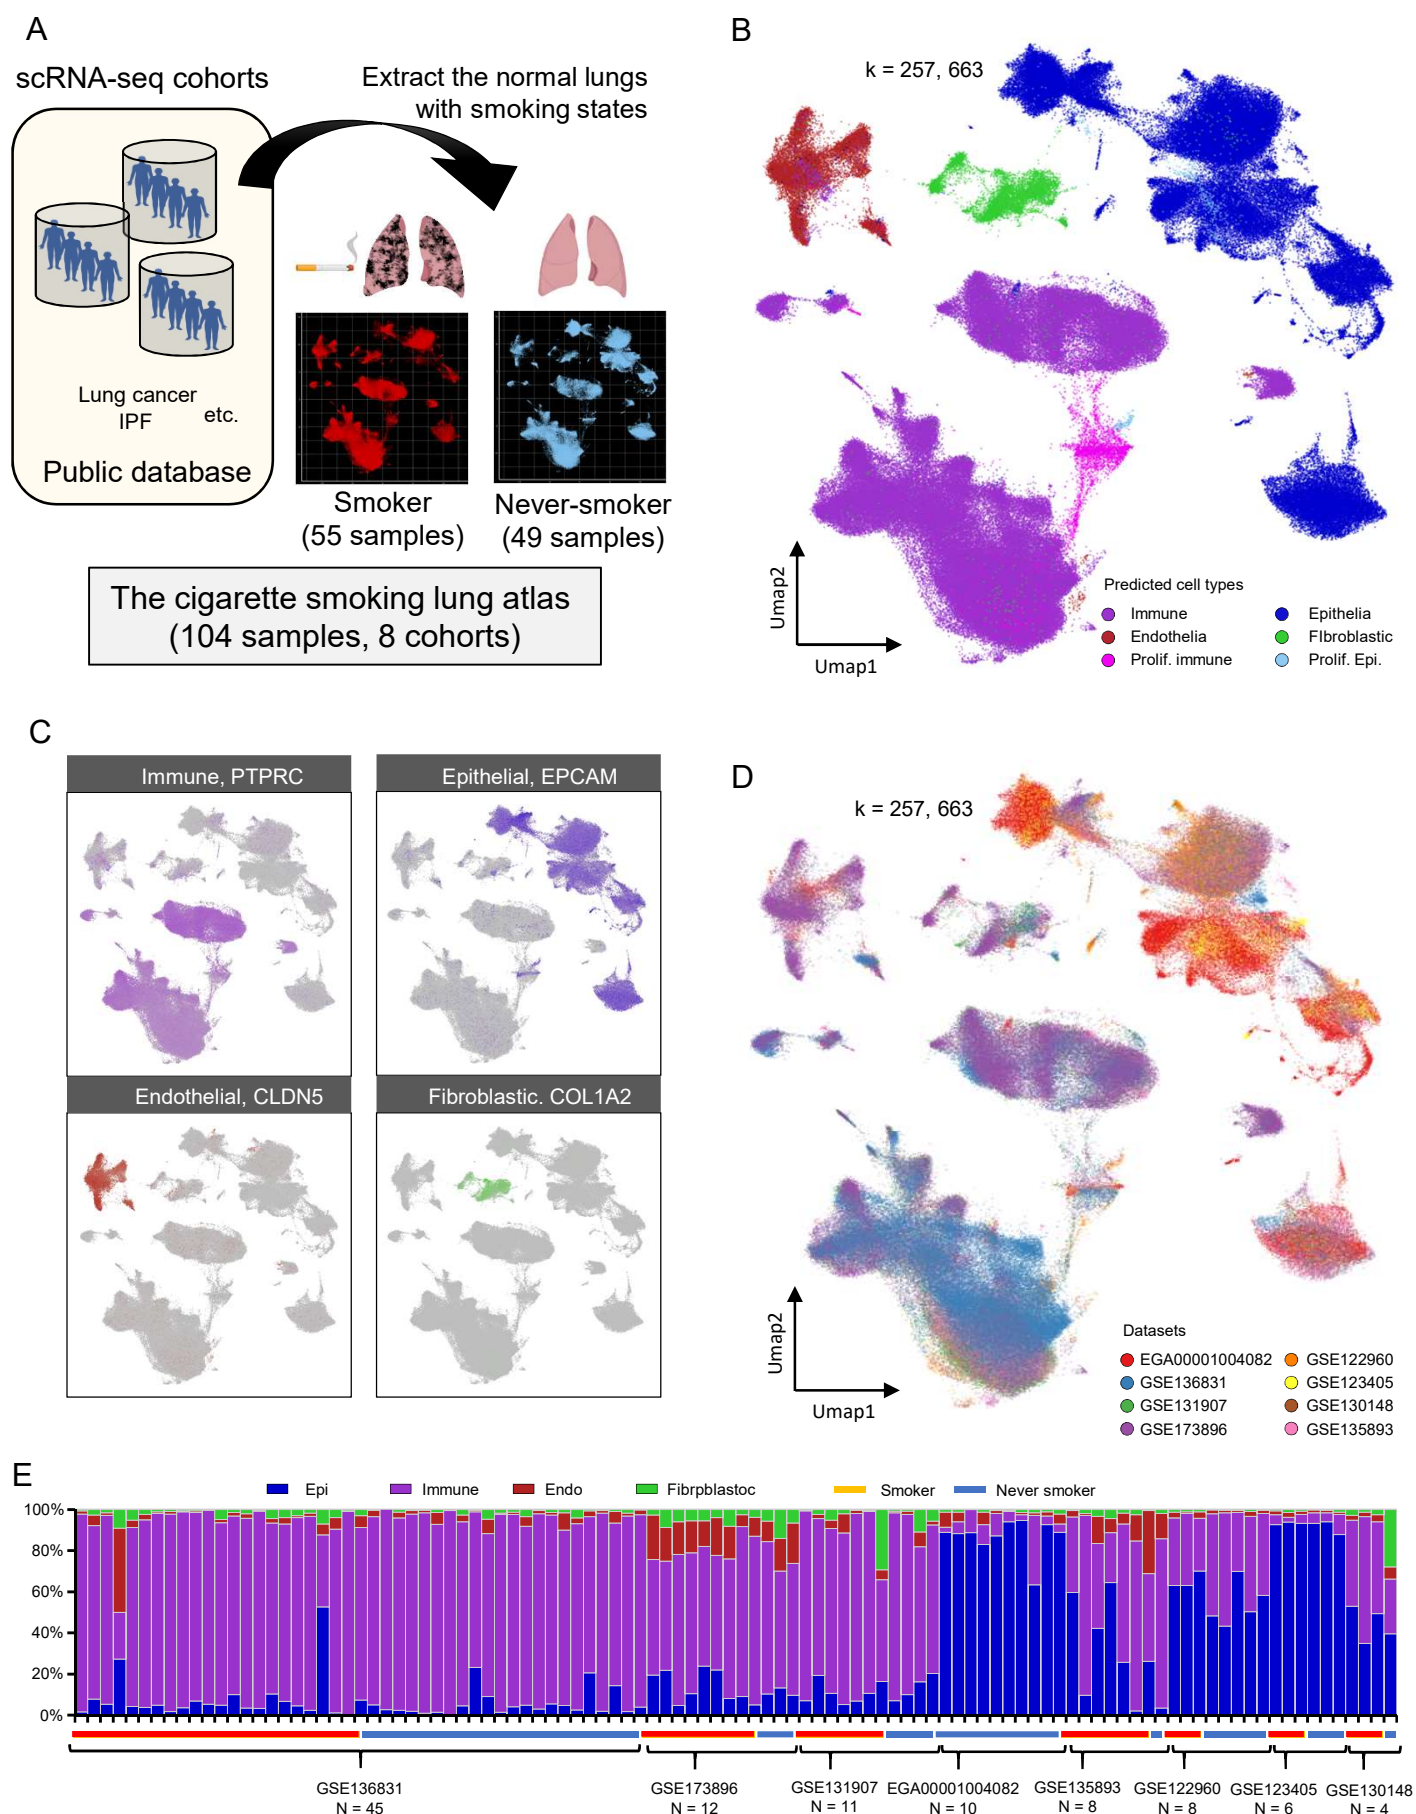 A
scRNA-seq cohorts
Extract the normal lungs
with smoking states
Lung cancer
IPF
etc.
Public database
Smoker
(55 samples)
Never-smoker
(49 samples)
The cigarette smoking lung atlas
(104 samples, 8 cohorts)
B
k = 257, 663
Umap2
Umap1
Predicted cell types
Immune
Epithelia
Endothelia
FIbroblastic
Prolif. immune
Prolif. Epi.
C
Immune, PTPRC
Epithelial, EPCAM
Endothelial, CLDN5
Fibroblastic. COL1A2
D
k = 257, 663
Umap2
Umap1
Datasets
EGA00001004082
GSE122960
GSE136831
GSE123405
GSE131907
GSE130148
GSE173896
GSE135893
E
Epi
Immune
Endo
Fibrpblastoc
Smoker
Never smoker
100%
80%
60%
40%
20%
0%
GSE136831
N = 45
GSE173896
N = 12
GSE131907
N = 11
EGA00001004082
N = 10
GSE135893
N = 8
GSE122960
N = 8
GSE123405
N = 6
GSE130148
N = 4